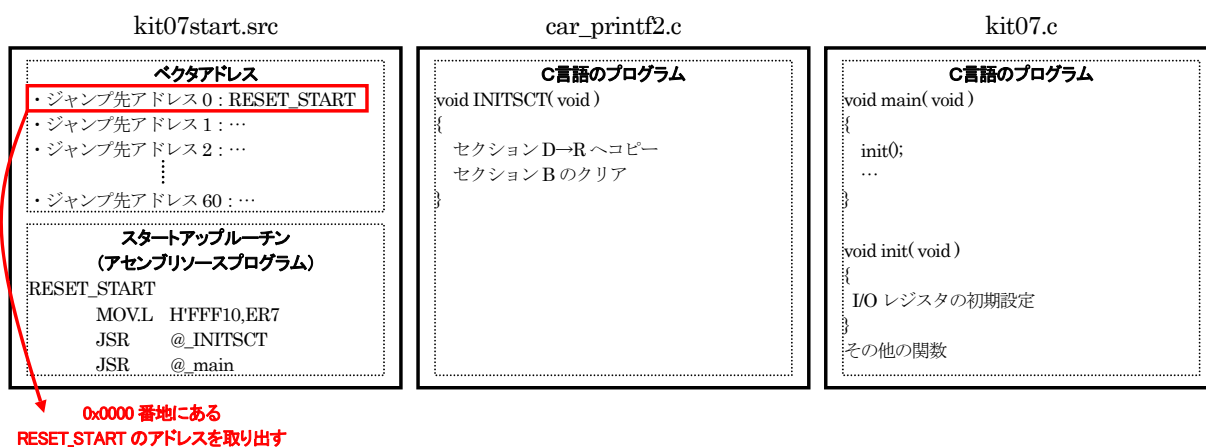 kit07start.src
ベクタアドレス
・ジャンプ先アドレス 0 : RESET_START
・ジャンプ先アドレス 1 : …
・ジャンプ先アドレス 2 : …
・ジャンプ先アドレス 60 : …
スタートアップルーチン
(アセンブリソースプログラム)
RESET_START
MOV.L H'FFF10,ER7
JSR @_INITSCT
JSR @_main
0x0000 番地にある
RESET_START のアドレスを取り出す
car_printf2.c
C言語のプログラム
void INITSCT( void )
{
セクション D→R へコピー
セクション B のクリア
}
kit07.c
C言語のプログラム
void main( void )
{
init();
…
}
void init( void )
{
I/O レジスタの初期設定
}
その他の関数